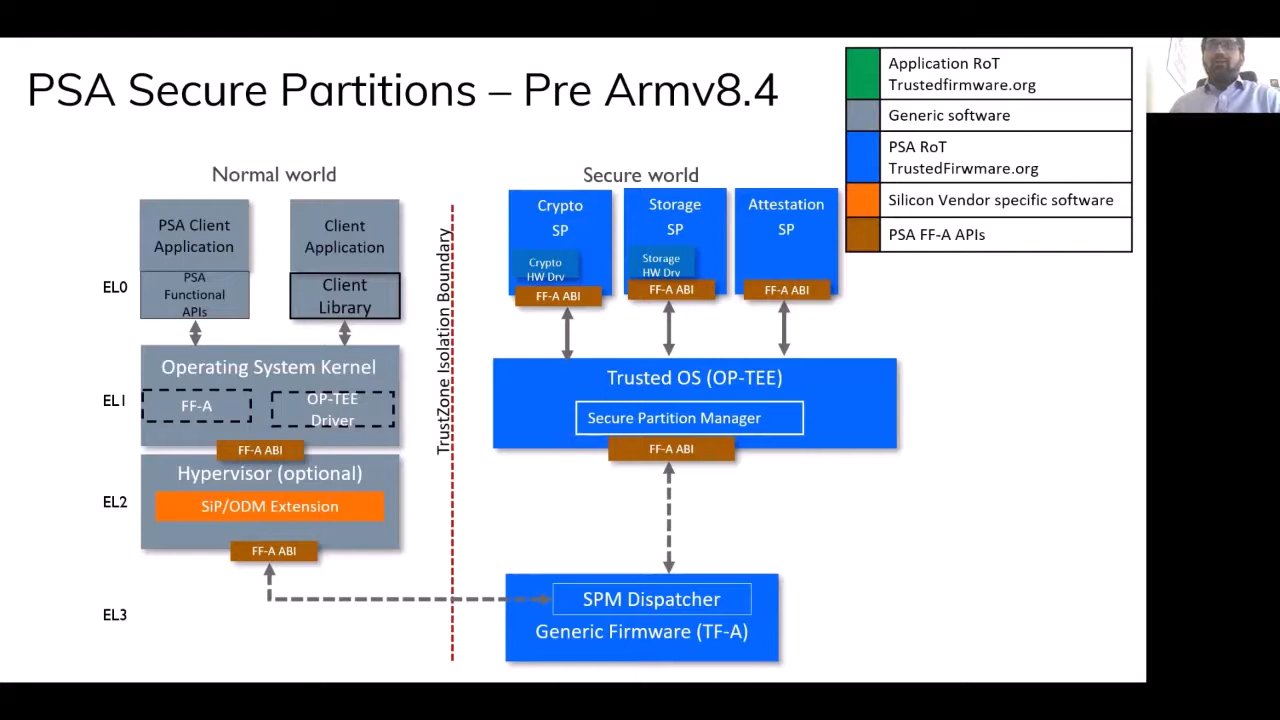 PSA Secure Partitions – Pre Armv8.4
Application RoT
Trustedfirmware.org
Generic software
PSA RoT
TrustedFirwmare.org
Silicon Vendor specific software
PSA FF-A APIs
Normal world
Secure world
PSA Client
Application
Client
Application
PSA
Functional
APIs
Client
Library
EL0
Operating System Kernel
EL1
FF-A
OP-TEE
Driver
FF-A ABI
Hypervisor (optional)
EL2
SiP/ODM Extension
FF-A ABI
EL3
TrustZone Isolation Boundary
Crypto
SP
Crypto
HW Drv
FF-A ABI
Storage
SP
Storage
HW Drv
FF-A ABI
Attestation
SP
FF-A ABI
Trusted OS (OP-TEE)
Secure Partition Manager
FF-A ABI
SPM Dispatcher
Generic Firmware (TF-A)